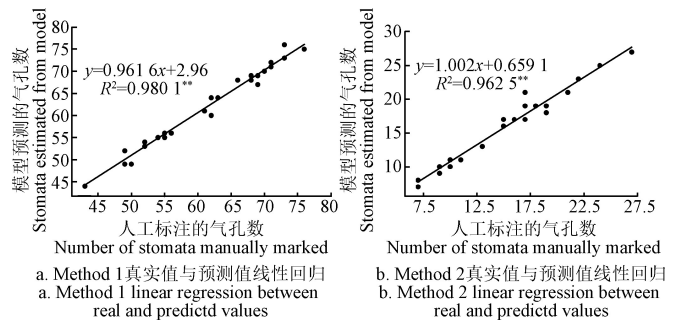 模型预测的气孔数
Stomata estimated from model
80
75
70
65
60
55
50
45
y=0.961 6x+2.96
R²=0.980 1**
45 50 55 60 65 70 75 80
人工标注的气孔数
Number of stomata manually marked
a. Method 1真实值与预测值线性回归
a. Method 1 linear regression between
real and predictd values
模型预测的气孔数
Stomata estimated from model
30
25
20
15
10
y=1.002x+0.659 1
R²=0.962 5**
7.5 12.5 17.5 22.5 27.5
人工标注的气孔数
Number of stomata manually marked
b. Method 2真实值与预测值线性回归
b. Method 2 linear regression between
real and predictd values